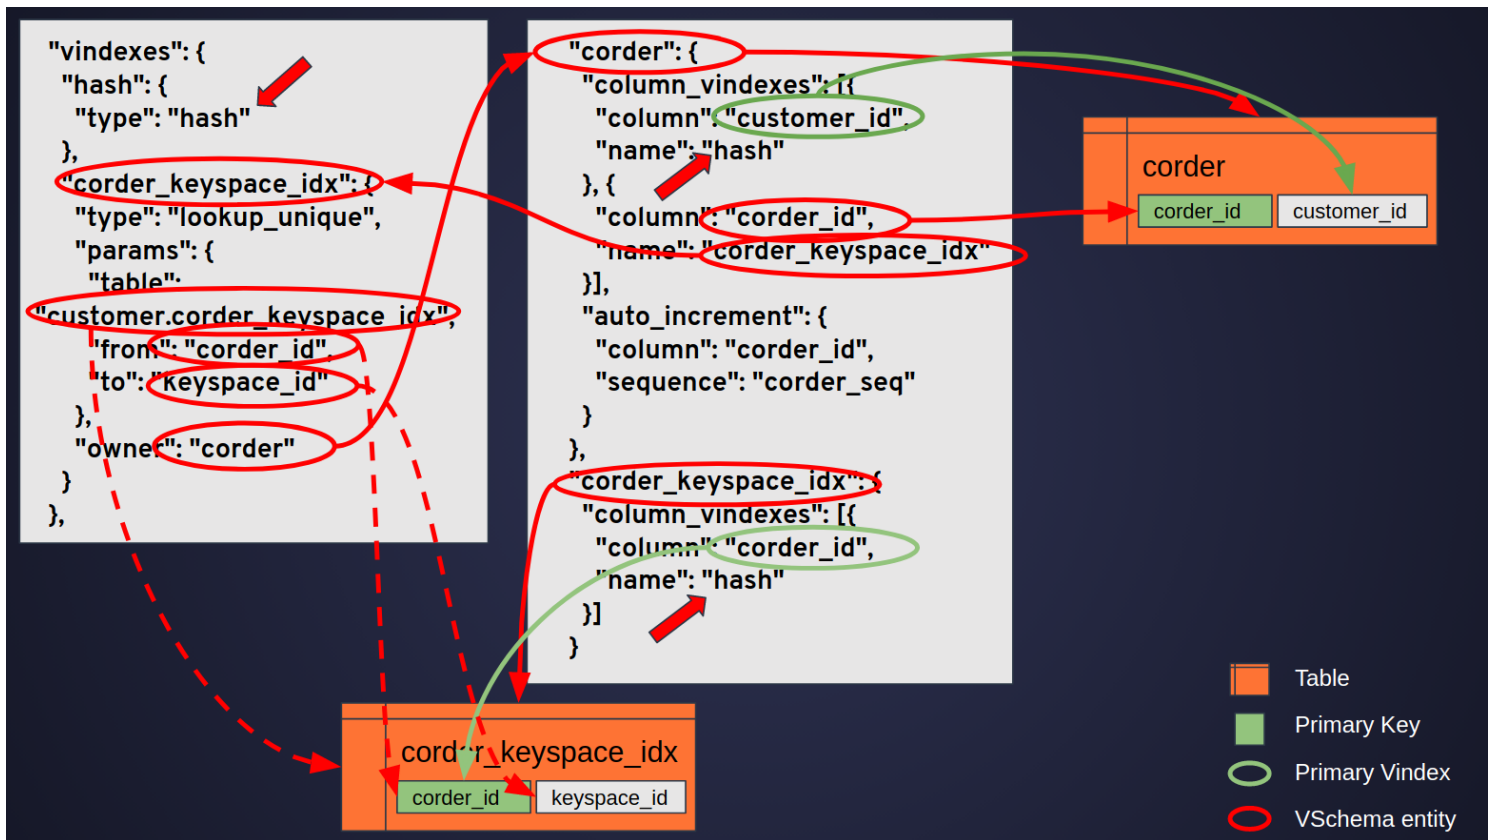 "vindexes": {
"hash": {
"type": "hash"
},
"corder_keyspace_idx": {
"type": "lookup_unique",
"params": {
"table":
"customer.corder_keyspace_idx",
"from": "corder_id",
"to": "keyspace_id"
},
"owner": "corder"
}
},
"corder": {
"column_vindexes": [{
"column": "customer_id",
"name": "hash"
}, {
"column": "corder_id",
"name": "corder_keyspace_idx"
}],
"auto_increment": {
"column": "corder_id",
"sequence": "corder_seq"
}
},
"corder_keyspace_idx": {
"column_vindexes": [{
"column": "corder_id",
"name": "hash"
}]
}
corder
corder_id customer_id
corder_keyspace_idx
corder_id keyspace_id
Table
Primary Key
Primary Vindex
VSchema entity